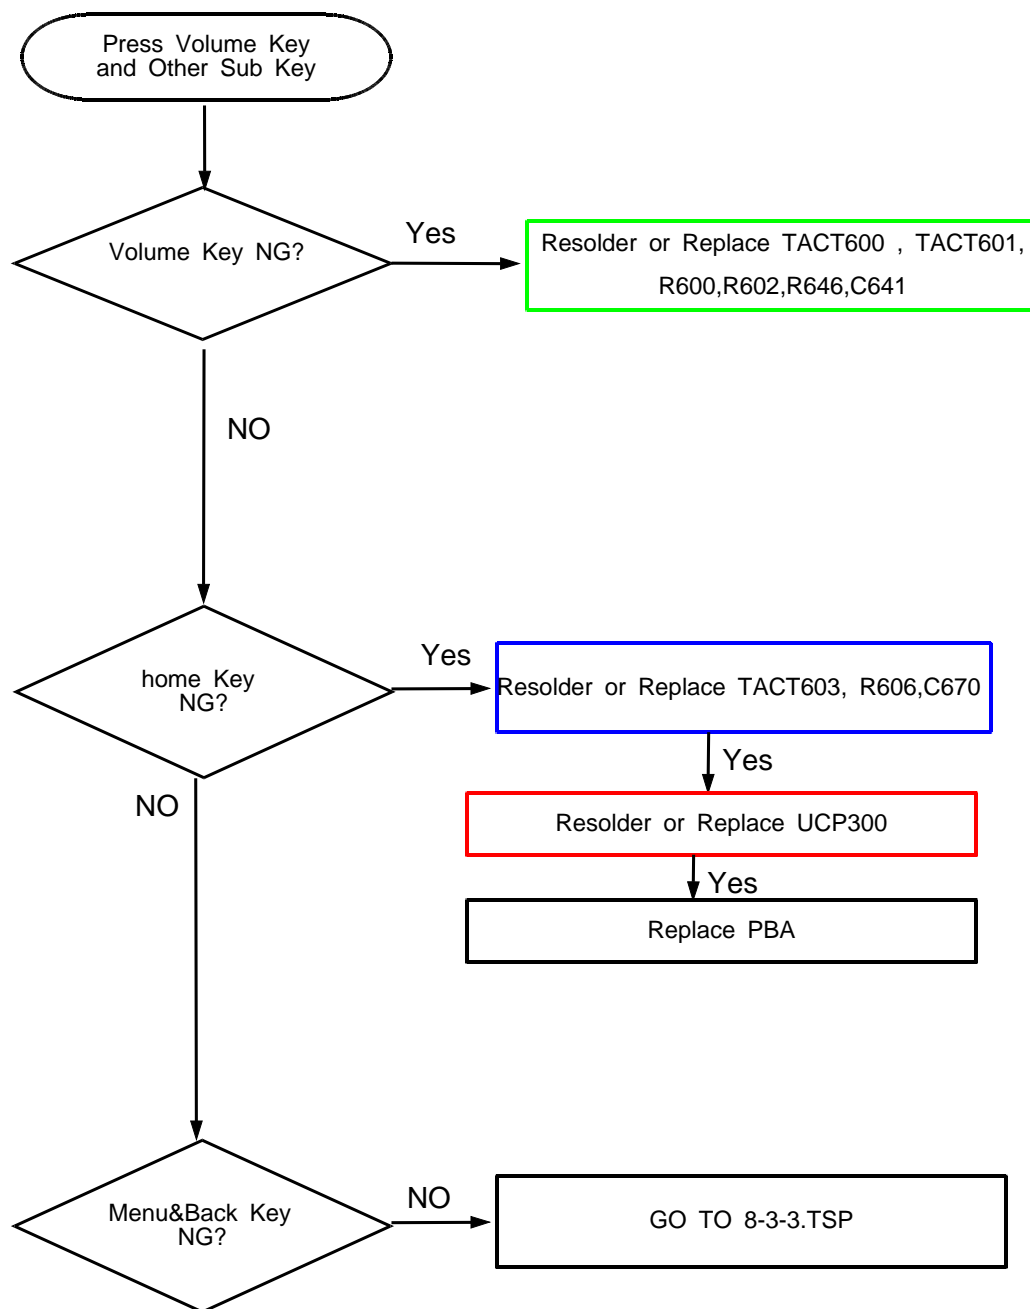 Press Volume Key
and Other Sub Key
Volume Key NG?
Yes
Resolder or Replace TACT600 , TACT601,
R600,R602,R646,C641
NO
home Key
NG?
Yes
Resolder or Replace TACT603, R606,C670
Yes
Resolder or Replace UCP300
Yes
Replace PBA
NO
Menu&Back Key
NG?
NO
GO TO 8-3-3.TSP